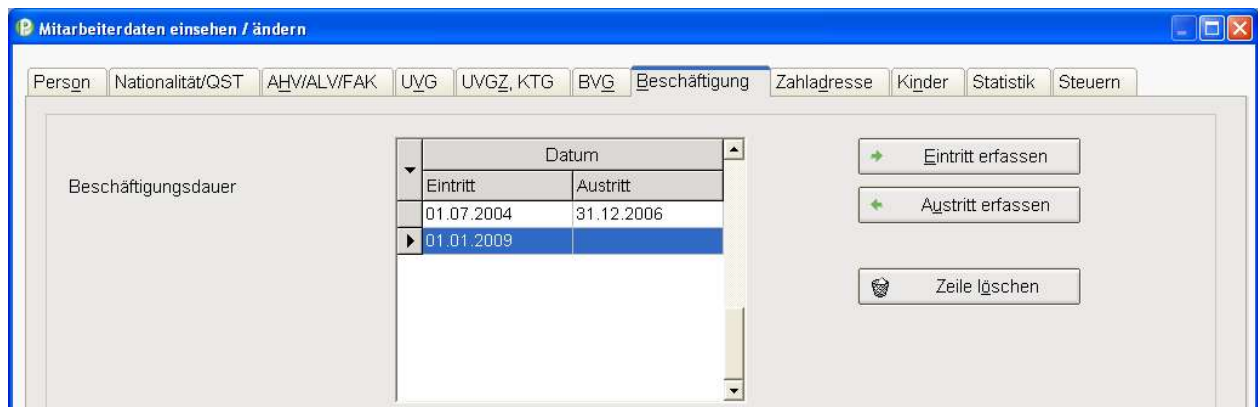 Mitarbeiterdaten einsehen / ändern
Person Nationalität/QST AHV/ALV/FAK UVG UVGZ, KTG BVG Beschäftigung Zahladresse Kinder Statistik Steuern
Datum
Eintritt erfassen
Beschäftigungsdauer
Eintritt Austritt
Austritt erfassen
01.07.2004 31.12.2006
01.01.2009
Zeile löschen